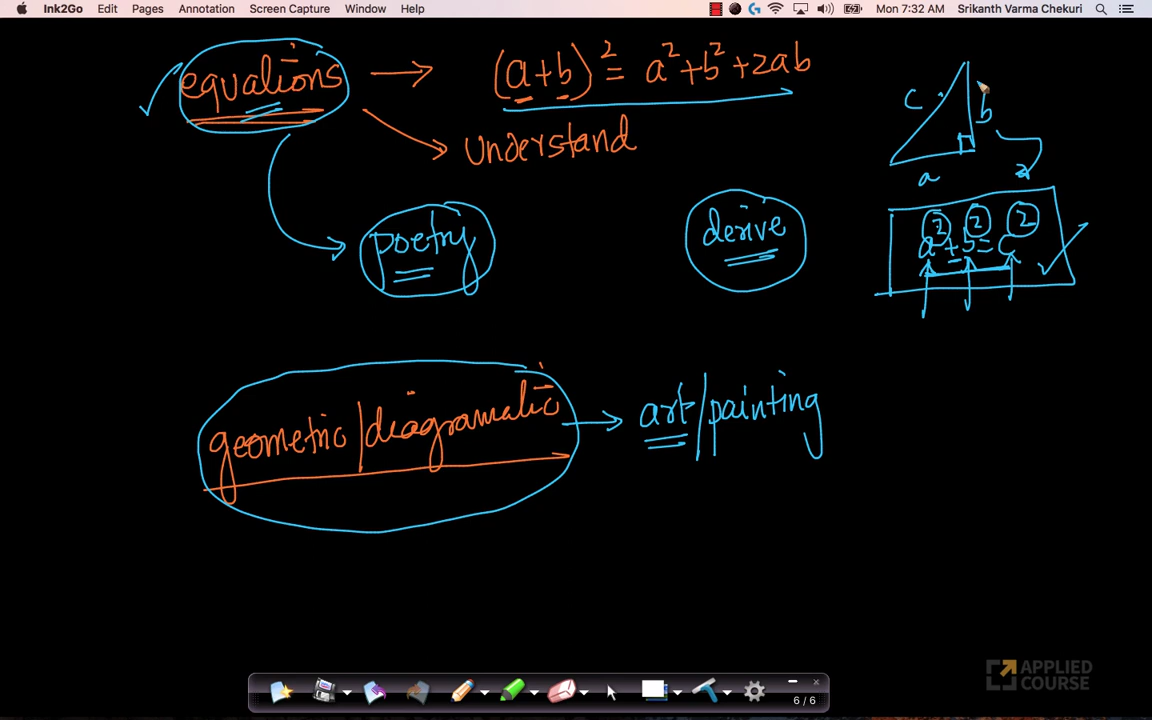 Ink2Go Edit Pages Annotation Screen Capture Window Help Mon 7:32 AM Srikanth Varma Chekuri
equations → (a+b)² = a²+b²+2ab
understand
c b
a 2
poetry derive
a²+b²=c²
geometric/diagramatic → art/painting
APPLIED
COURSE
6 / 6